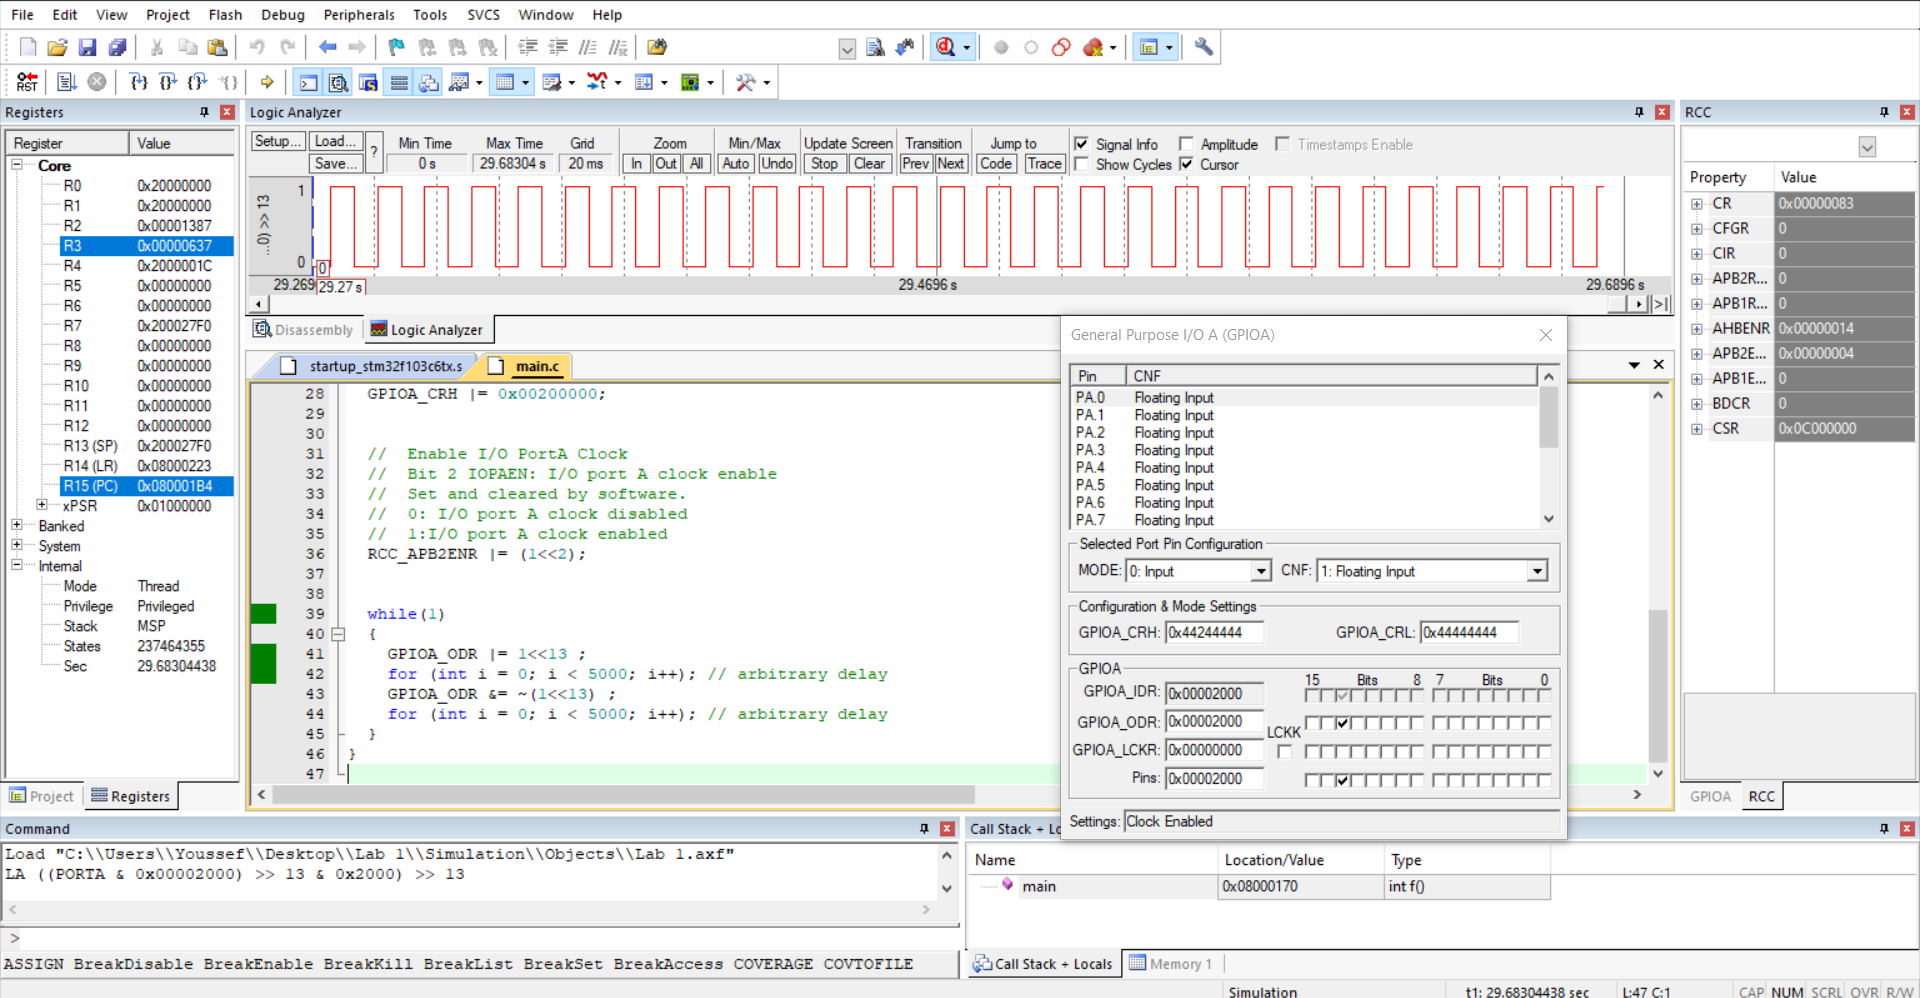 File Edit View Project Flash Debug Peripherals Tools SVCS Window Help
RST
Registers
Register Value
Core
R0 0x20000000
R1 0x20000000
R2 0x00001387
R3 0x00000637
R4 0x2000001C
R5 0x00000000
R6 0x00000000
R7 0x200027F0
R8 0x00000000
R9 0x00000000
R10 0x00000000
R11 0x00000000
R12 0x00000000
R13 (SP) 0x200027F0
R14 (LR) 0x08000223
R15 (PC) 0x080001B4
xPSR 0x01000000
Banked
System
Internal
Mode Thread
Privilege Privileged
Stack MSP
States 237464355
Sec 29.68304438
Project Registers
Logic Analyzer
Setup... Load... Save... ?
Min Time Max Time Grid Zoom Min/Max Update Screen Transition Jump to
0 s 29.68304 s 20 ms In Out All Auto Undo Stop Clear Prev Next Code Trace
Signal Info Amplitude Timestamps Enable
Show Cycles Cursor
...0) >> 13
1
0
0
29.269 29.27 s 29.4696 s 29.6896 s
Disassembly Logic Analyzer
startup_stm32f103c6tx.s main.c
28 GPIOA_CRH |= 0x00200000;
29
30
31 // Enable I/O PortA Clock
32 // Bit 2 IOPAEN: I/O port A clock enable
33 // Set and cleared by software.
34 // 0: I/O port A clock disabled
35 // 1:I/O port A clock enabled
36 RCC_APB2ENR |= (1<<2);
37
38
39 while(1)
40 {
41 GPIOA_ODR |= 1<<13 ;
42 for (int i = 0; i < 5000; i++); // arbitrary delay
43 GPIOA_ODR &= ~(1<<13) ;
44 for (int i = 0; i < 5000; i++); // arbitrary delay
45 }
46 }
47
General Purpose I/O A (GPIOA)
Pin CNF
PA.0 Floating Input
PA.1 Floating Input
PA.2 Floating Input
PA.3 Floating Input
PA.4 Floating Input
PA.5 Floating Input
PA.6 Floating Input
PA.7 Floating Input
Selected Port Pin Configuration
MODE: 0: Input CNF: 1: Floating Input
Configuration & Mode Settings
GPIOA_CRH: 0x44244444 GPIOA_CRL: 0x44444444
GPIOA
15 Bits 8 7 Bits 0
GPIOA_IDR: 0x00002000
GPIOA_ODR: 0x00002000
LCKK
GPIOA_LCKR: 0x00000000
Pins: 0x00002000
Settings: Clock Enabled
RCC
Property Value
CR 0x00000083
CFGR 0
CIR 0
APB2R... 0
APB1R... 0
AHBENR 0x00000014
APB2E... 0x00000004
APB1E... 0
BDCR 0
CSR 0x0C000000
GPIOA RCC
Command
Load "C:\\Users\\Youssef\\Desktop\\Lab 1\\Simulation\\Objects\\Lab 1.axf"
LA ((PORTA & 0x00002000) >> 13 & 0x2000) >> 13
>
ASSIGN BreakDisable BreakEnable BreakKill BreakList BreakSet BreakAccess COVERAGE COVTOFILE
Call Stack + Lo
Name Location/Value Type
main 0x08000170 int f()
Call Stack + Locals Memory 1
Simulation t1: 29.68304438 sec L:47 C:1 CAP NUM SCRL OVR R/W